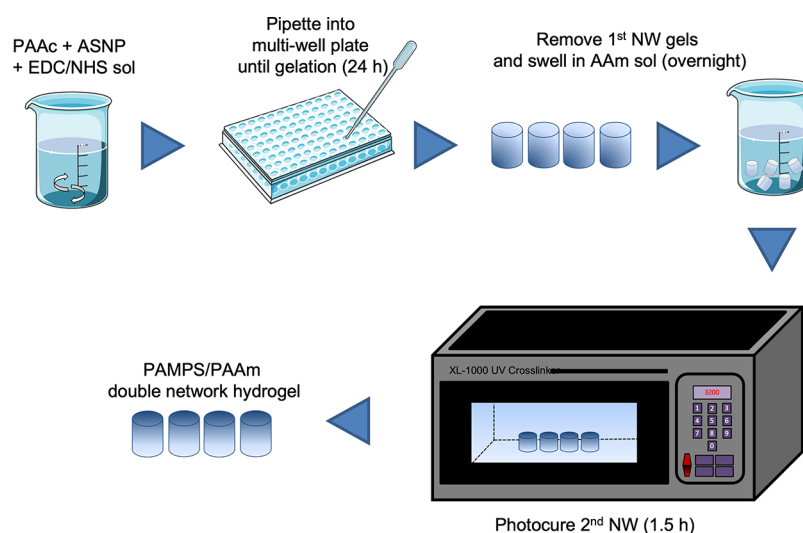 PAAc + ASNP
+ EDC/NHS sol
Pipette into
multi-well plate
until gelation (24 h)
Remove 1st NW gels
and swell in AAm sol (overnight)
PAMPS/PAAm
double network hydrogel
XL-1000 UV Crosslinker
3200
1 2 3
4 5 6
7 8 9
0
Photocure 2nd NW (1.5 h)